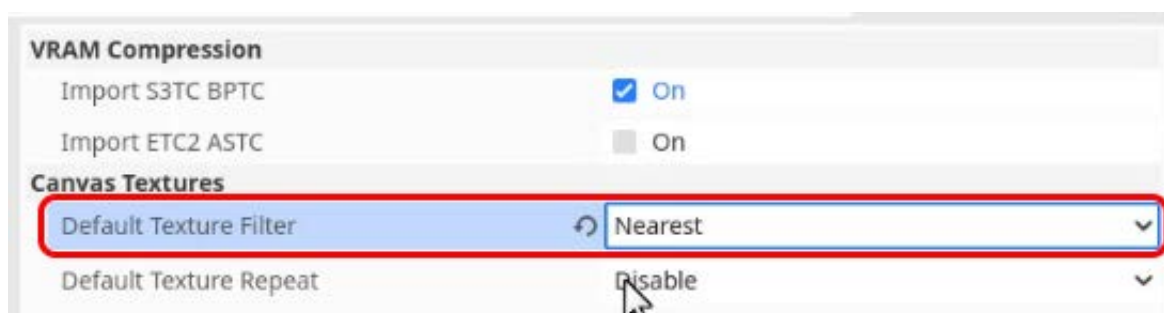 VRAM Compression
Import S3TC BPTC On
Import ETC2 ASTC On
Canvas Textures
Default Texture Filter Nearest
Default Texture Repeat Disable